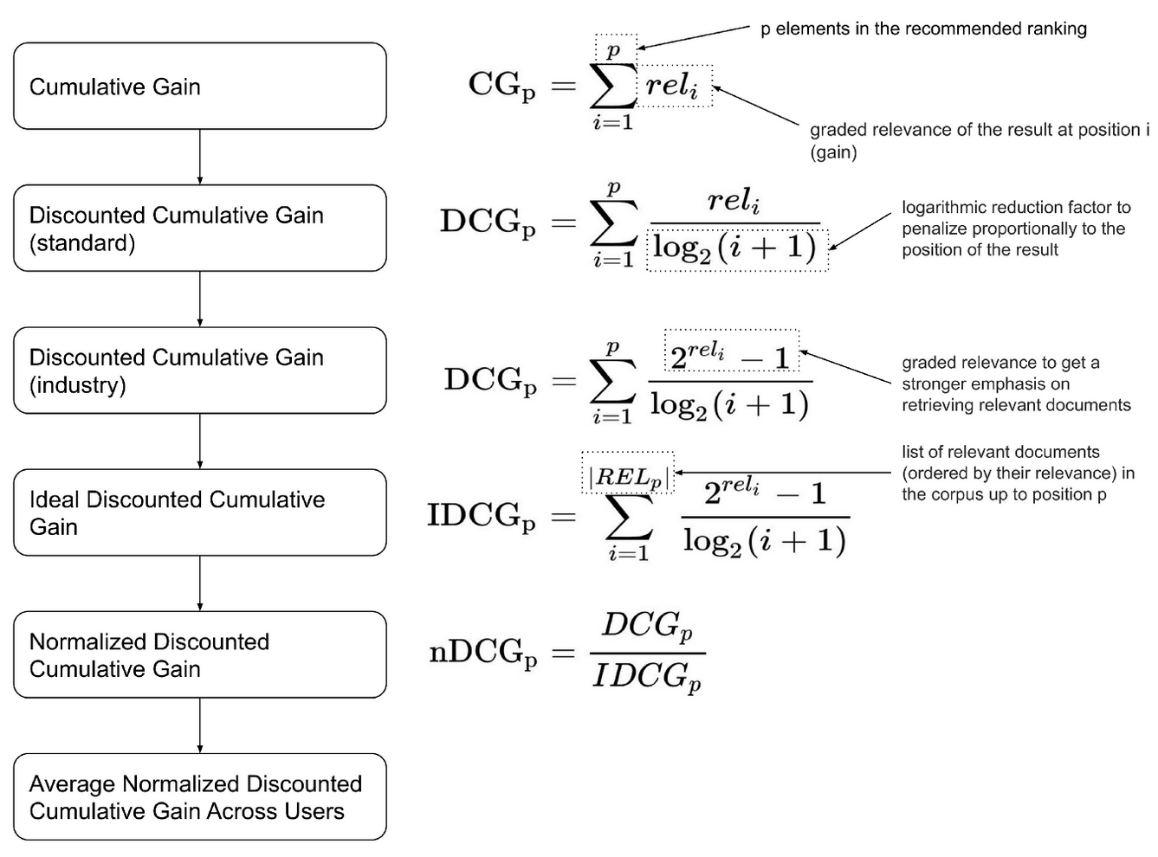 p elements in the recommended ranking
Cumulative Gain
CG_p = \sum_{i=1}^{p} rel_i
graded relevance of the result at position i
(gain)
Discounted Cumulative Gain
(standard)
DCG_p = \sum_{i=1}^{p} \frac{rel_i}{\log_2(i + 1)}
logarithmic reduction factor to
penalize proportionally to the
position of the result
Discounted Cumulative Gain
(industry)
DCG_p = \sum_{i=1}^{p} \frac{2^{rel_i} - 1}{\log_2(i + 1)}
graded relevance to get a
stronger emphasis on
retrieving relevant documents
Ideal Discounted Cumulative
Gain
IDCG_p = \sum_{i=1}^{|REL_p|} \frac{2^{rel_i} - 1}{\log_2(i + 1)}
list of relevant documents
(ordered by their relevance) in
the corpus up to position p
Normalized Discounted
Cumulative Gain
nDCG_p = \frac{DCG_p}{IDCG_p}
Average Normalized Discounted
Cumulative Gain Across Users